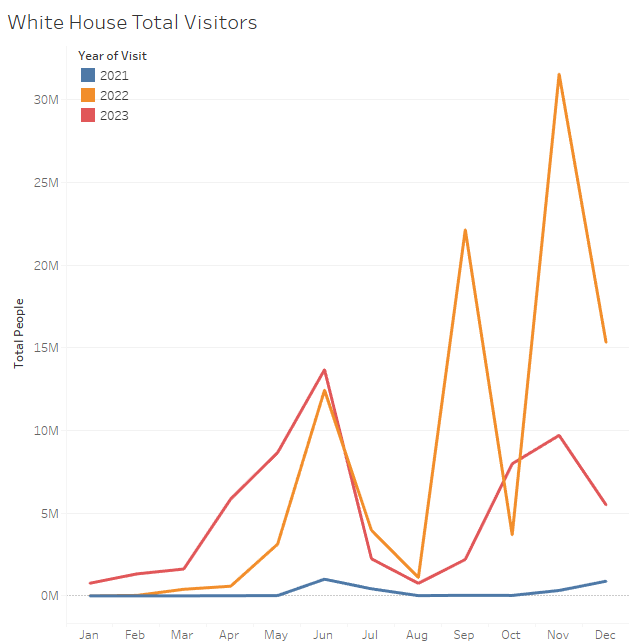 White House Total Visitors
Year of Visit
2021
2022
2023
30M
25M
20M
15M
10M
5M
0M
Total People
Jan Feb Mar Apr May Jun Jul Aug Sep Oct Nov Dec